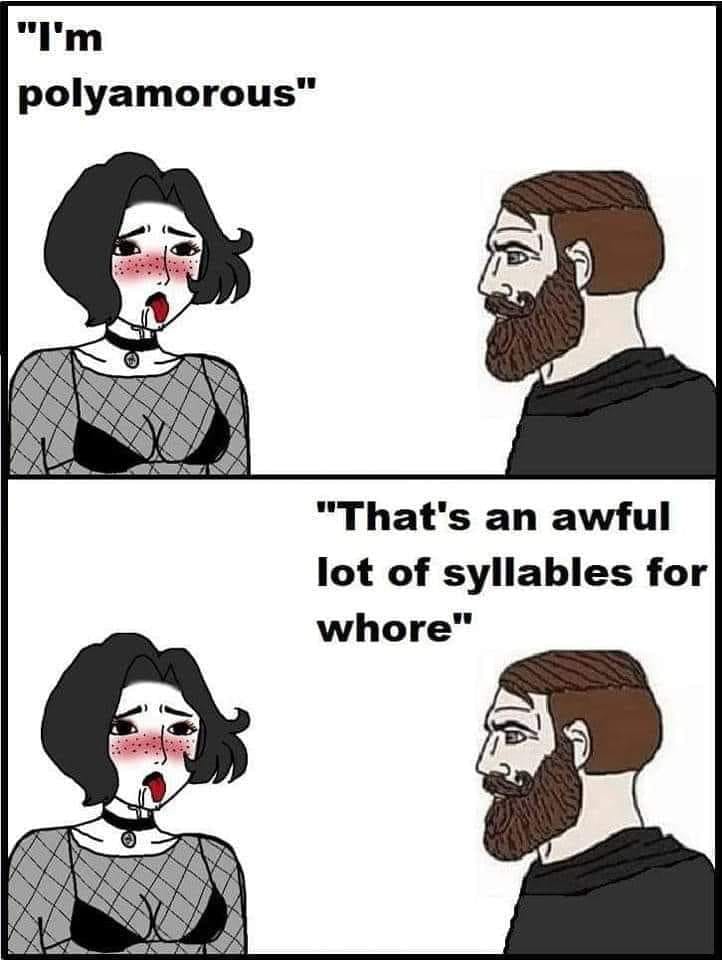 "I'm
polyamorous"
"That's an awful
lot of syllables for
whore"